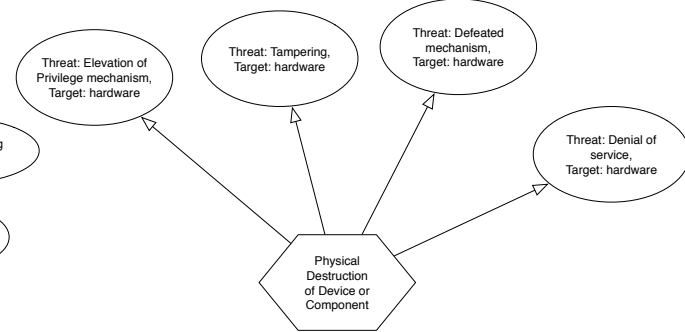 Threat: Elevation of
Privilege mechanism,
Target: hardware
Threat: Tampering,
Target: hardware
Threat: Defeated
mechanism,
Target: hardware
Threat: Denial of
service,
Target: hardware
Physical
Destruction
of Device or
Component